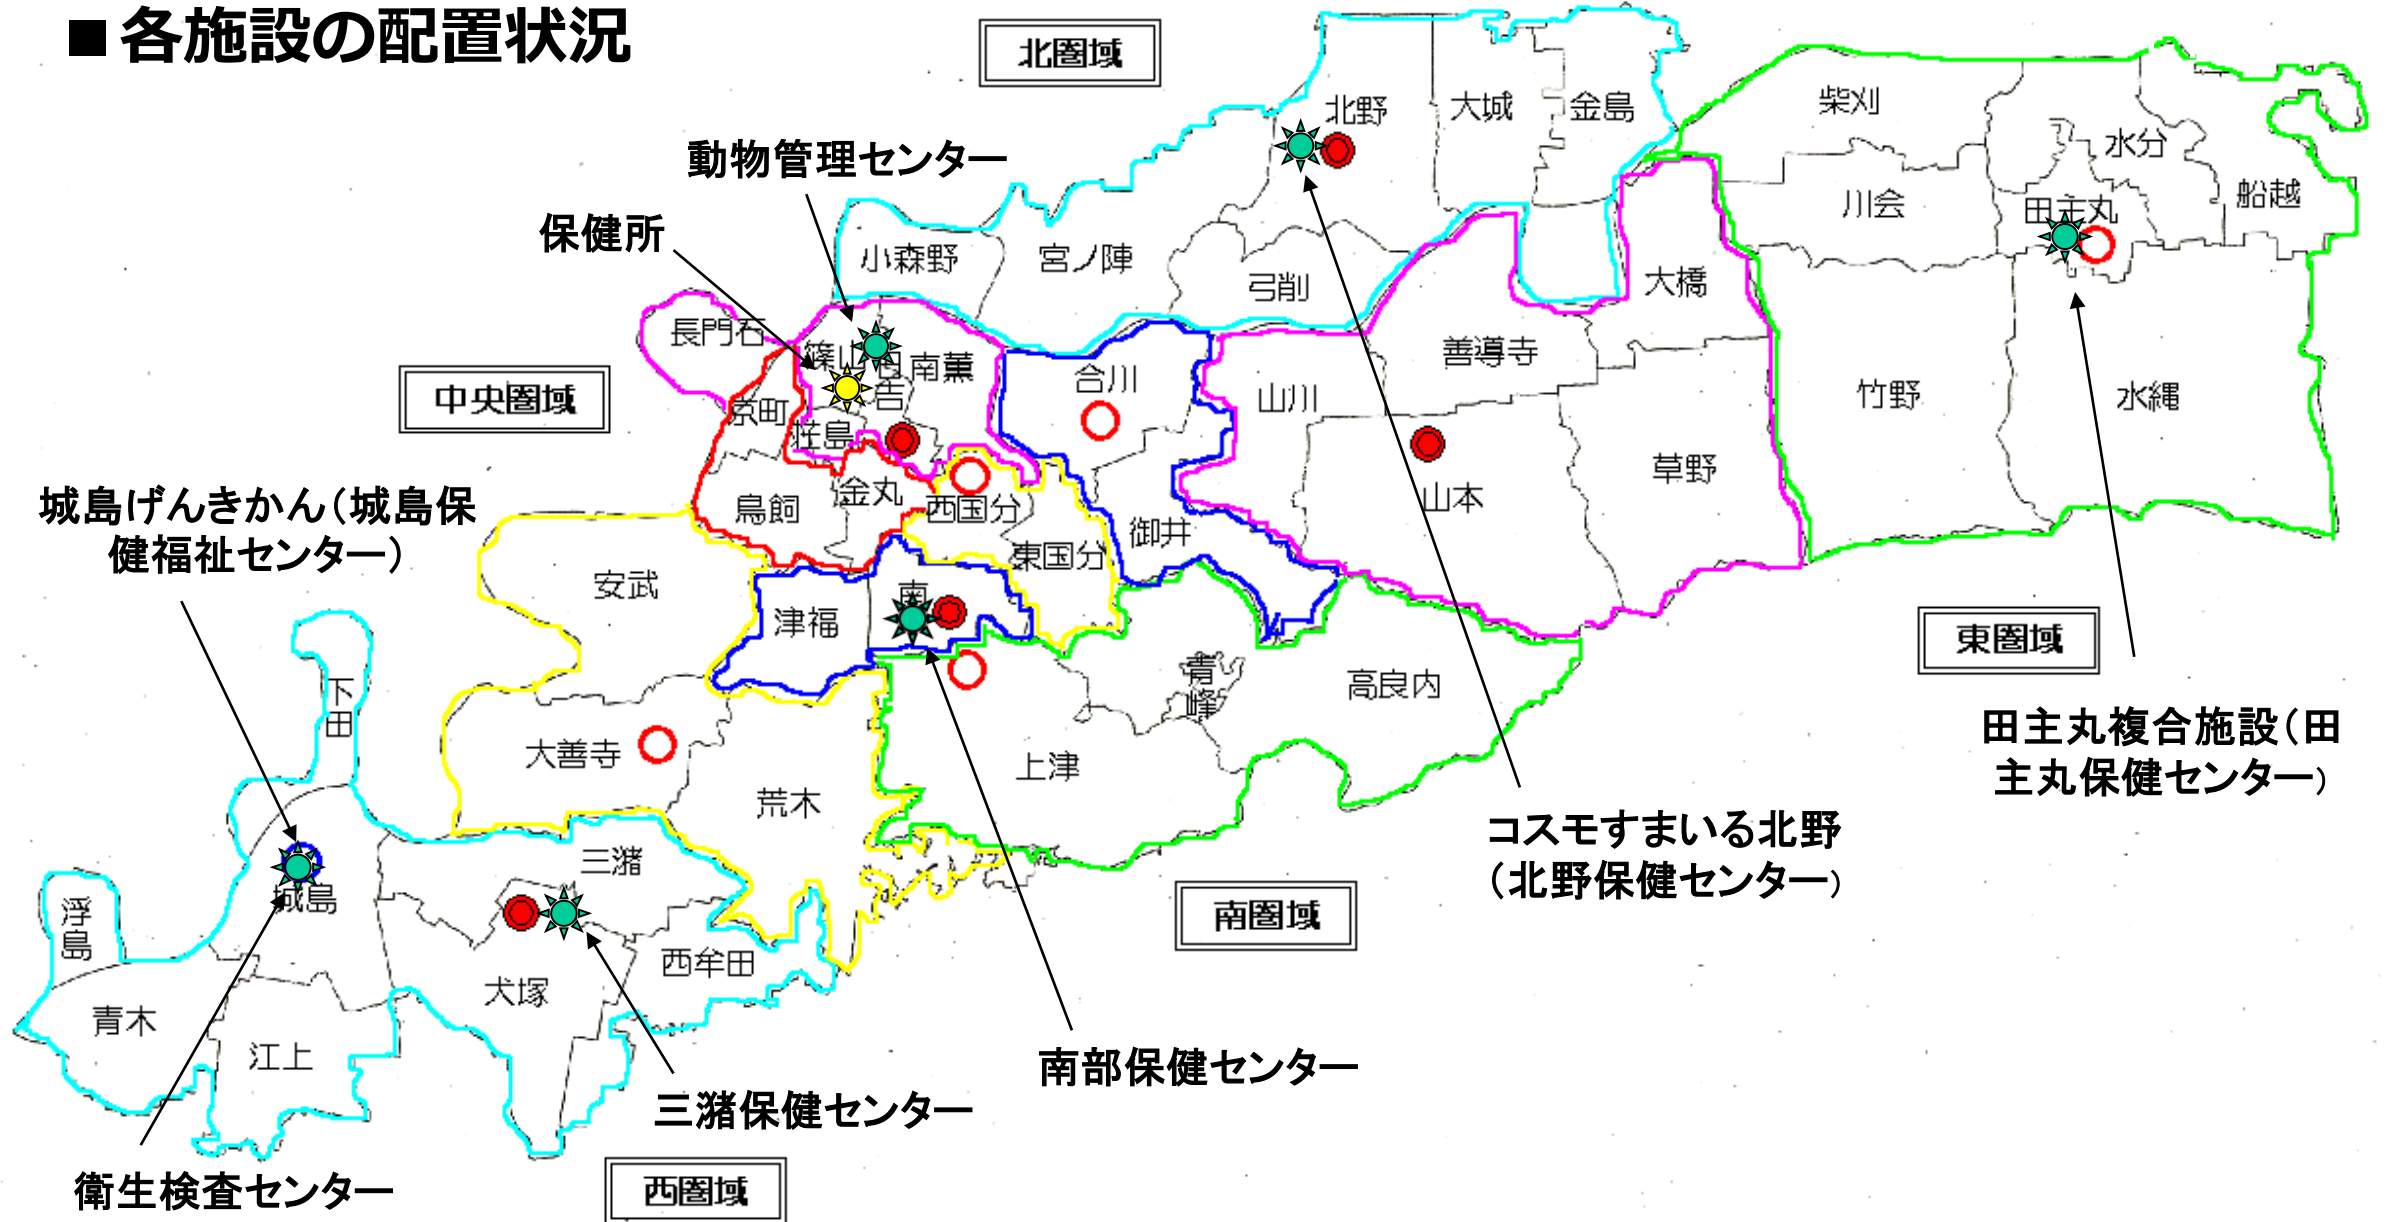 ■各施設の配置状況
北圏域
動物管理センター
保健所
北野
大城
金島
柴刈
水分
船越
川会
田主丸
小森野
宮ノ陣
弓削
大橋
長門石
篠山
日吉
南薫
合川
山川
善導寺
竹野
水縄
中央圏域
京町
荘島
鳥飼
金丸
西国分
東国分
御井
山本
草野
城島げんきかん（城島保
健福祉センター）
安武
津福
南
東圏域
下田
大善寺
荒木
上津
青峰
高良内
田主丸複合施設（田
主丸保健センター）
コスモすまいる北野
（北野保健センター）
三潴
城島
浮島
南圏域
西牟田
犬塚
青木
江上
南部保健センター
三潴保健センター
衛生検査センター
西圏域